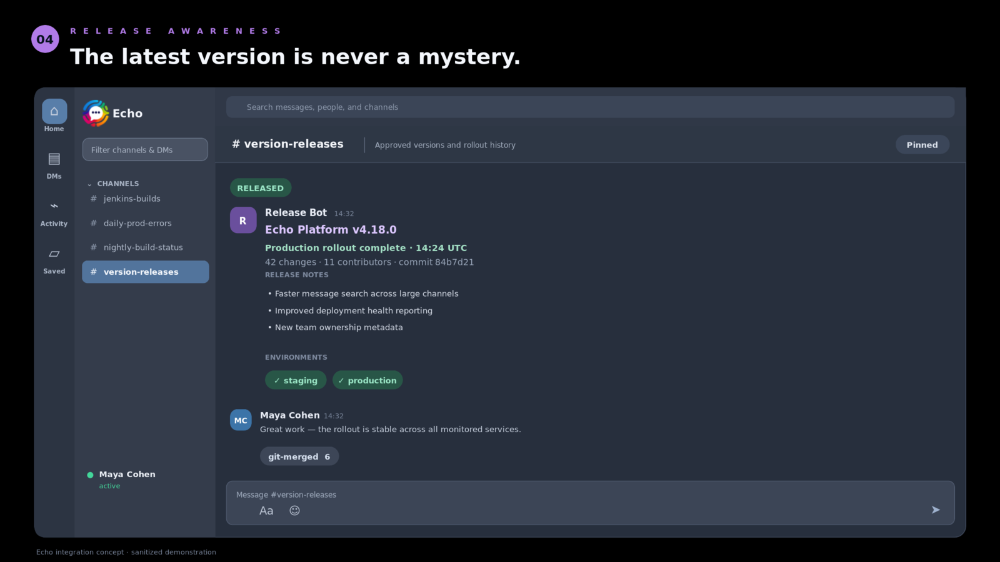 04
RELEASE AWARENESS
The latest version is never a mystery.
Home
DMs
Activity
Saved
Echo
Filter channels & DMs
⌄ CHANNELS
# jenkins-builds
# daily-prod-errors
# nightly-build-status
# version-releases
Maya Cohen
active
Search messages, people, and channels
# version-releases
Approved versions and rollout history
Pinned
RELEASED
R
Release Bot 14:32
Echo Platform v4.18.0
Production rollout complete · 14:24 UTC
42 changes · 11 contributors · commit 84b7d21
RELEASE NOTES
• Faster message search across large channels
• Improved deployment health reporting
• New team ownership metadata
ENVIRONMENTS
✓ staging ✓ production
MC
Maya Cohen 14:32
Great work — the rollout is stable across all monitored services.
git-merged 6
Message #version-releases
Aa
Echo integration concept · sanitized demonstration